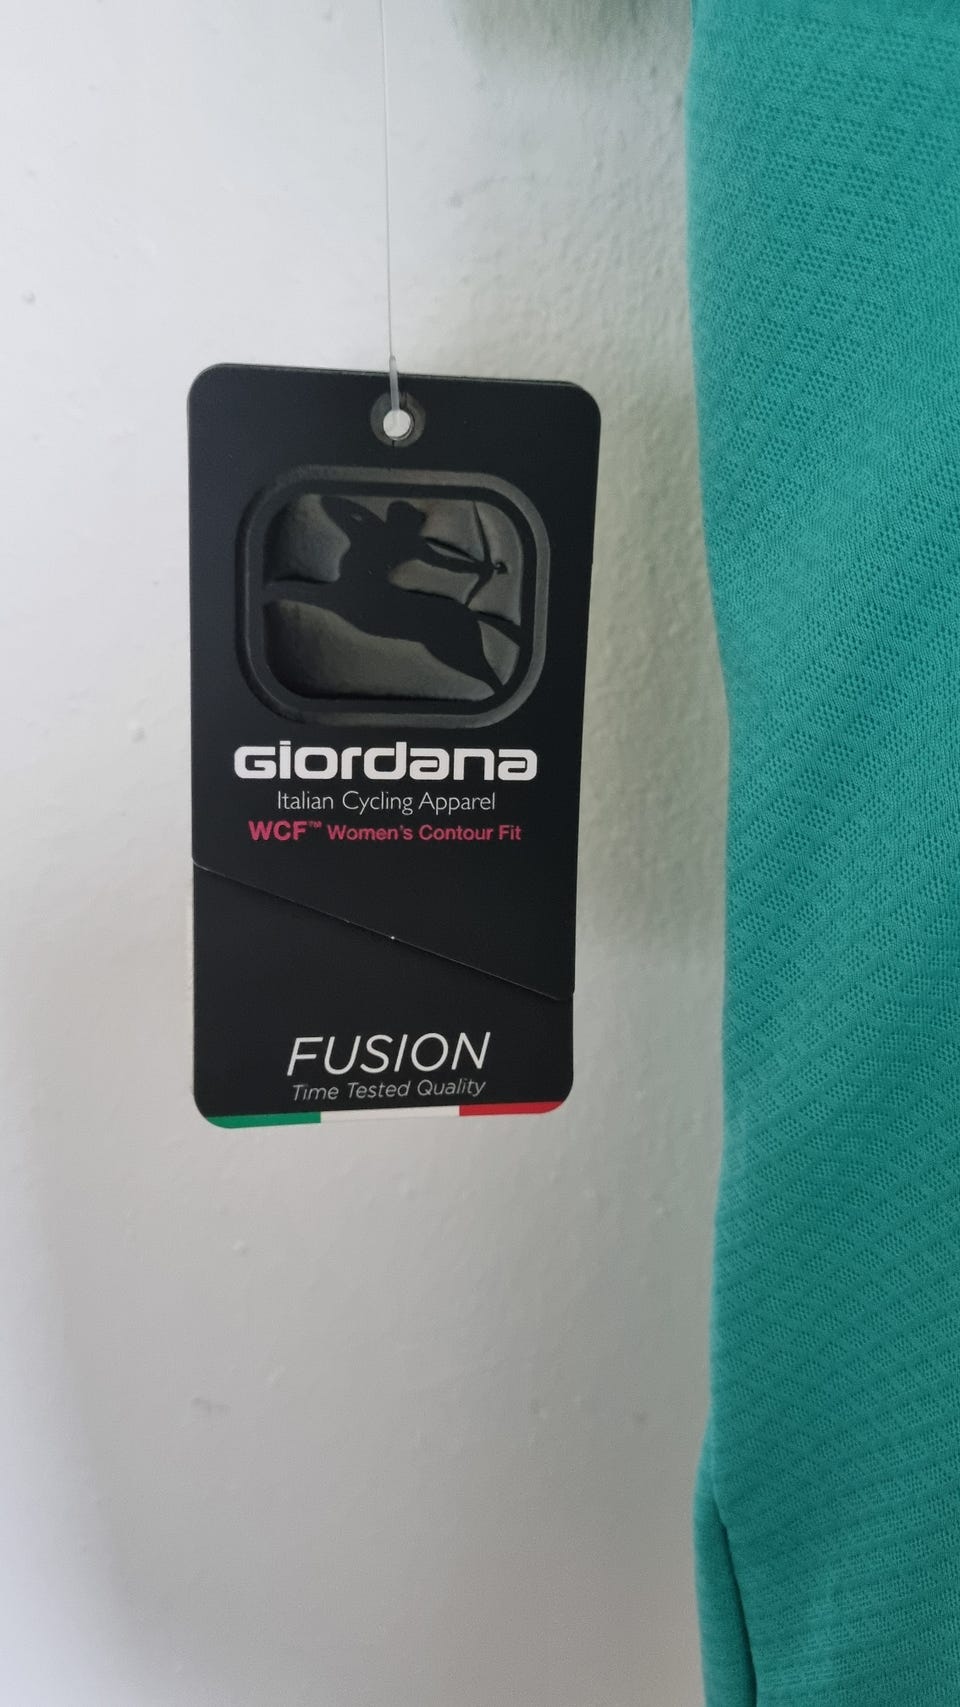 Giordana
Italian Cycling Apparel
WCF™ Women's Contour Fit
FUSION
Time Tested Quality